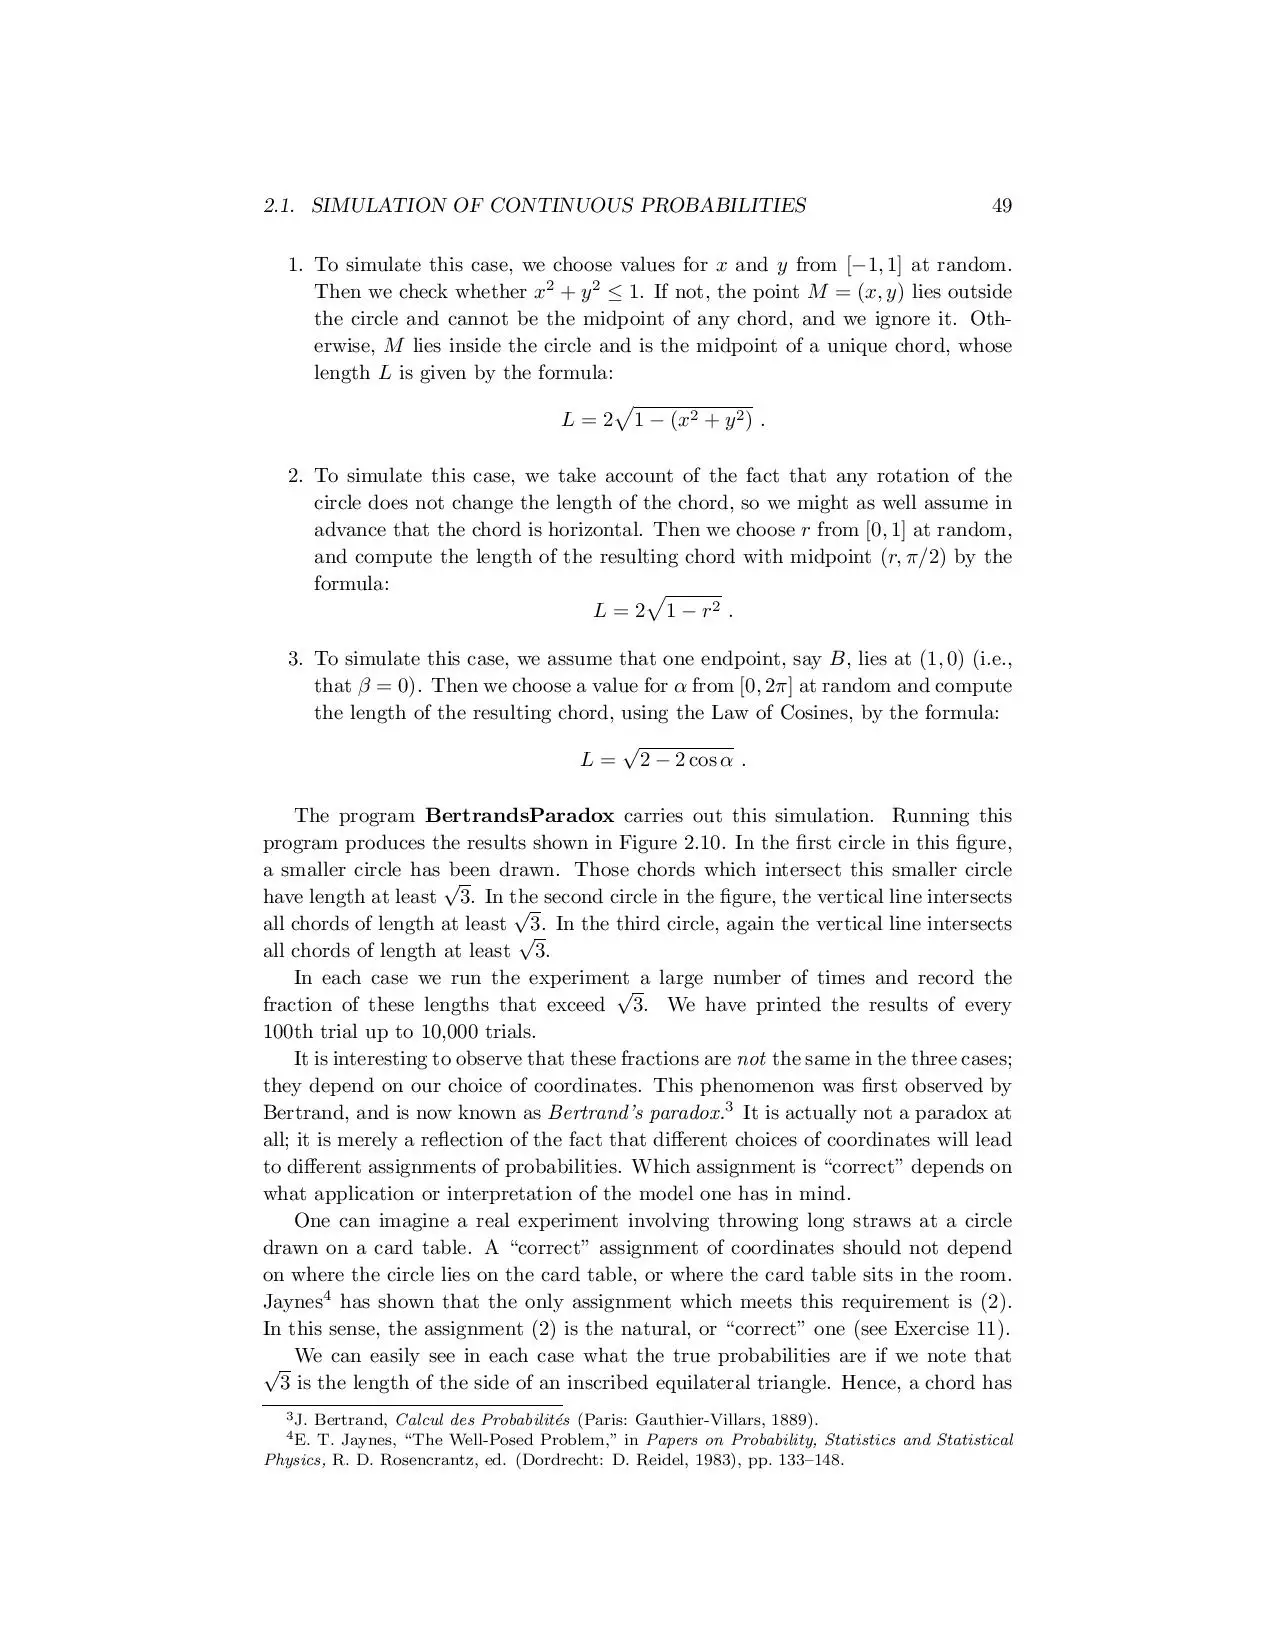 2.1. SIMULATION OF CONTINUOUS PROBABILITIES 49
1. To simulate this case, we choose values for x and y from [−1, 1] at random.
Then we check whether x² + y² ≤ 1. If not, the point M = (x, y) lies outside
the circle and cannot be the midpoint of any chord, and we ignore it. Oth-
erwise, M lies inside the circle and is the midpoint of a unique chord, whose
length L is given by the formula:
L = 2√(1 − (x² + y²)) .
2. To simulate this case, we take account of the fact that any rotation of the
circle does not change the length of the chord, so we might as well assume in
advance that the chord is horizontal. Then we choose r from [0, 1] at random,
and compute the length of the resulting chord with midpoint (r, π/2) by the
formula:
L = 2√(1 − r²) .
3. To simulate this case, we assume that one endpoint, say B, lies at (1, 0) (i.e.,
that β = 0). Then we choose a value for α from [0, 2π] at random and compute
the length of the resulting chord, using the Law of Cosines, by the formula:
L = √(2 − 2 cos α) .
The program BertrandsParadox carries out this simulation. Running this
program produces the results shown in Figure 2.10. In the first circle in this figure,
a smaller circle has been drawn. Those chords which intersect this smaller circle
have length at least √3. In the second circle in the figure, the vertical line intersects
all chords of length at least √3. In the third circle, again the vertical line intersects
all chords of length at least √3.
In each case we run the experiment a large number of times and record the
fraction of these lengths that exceed √3. We have printed the results of every
100th trial up to 10,000 trials.
It is interesting to observe that these fractions are not the same in the three cases;
they depend on our choice of coordinates. This phenomenon was first observed by
Bertrand, and is now known as Bertrand's paradox.³ It is actually not a paradox at
all; it is merely a reflection of the fact that different choices of coordinates will lead
to different assignments of probabilities. Which assignment is “correct” depends on
what application or interpretation of the model one has in mind.
One can imagine a real experiment involving throwing long straws at a circle
drawn on a card table. A “correct” assignment of coordinates should not depend
on where the circle lies on the card table, or where the card table sits in the room.
Jaynes⁴ has shown that the only assignment which meets this requirement is (2).
In this sense, the assignment (2) is the natural, or “correct” one (see Exercise 11).
We can easily see in each case what the true probabilities are if we note that
√3 is the length of the side of an inscribed equilateral triangle. Hence, a chord has
³J. Bertrand, Calcul des Probabilités (Paris: Gauthier-Villars, 1889).
⁴E. T. Jaynes, “The Well-Posed Problem,” in Papers on Probability, Statistics and Statistical
Physics, R. D. Rosencrantz, ed. (Dordrecht: D. Reidel, 1983), pp. 133–148.